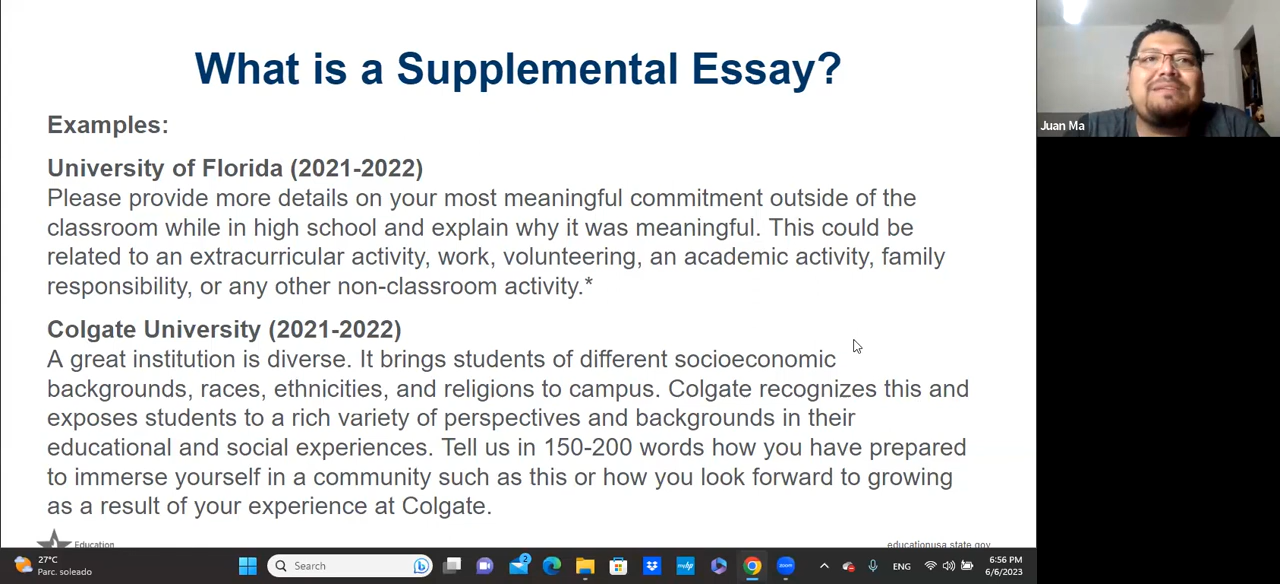 What is a Supplemental Essay?
Examples:
University of Florida (2021-2022)
Please provide more details on your most meaningful commitment outside of the
classroom while in high school and explain why it was meaningful. This could be
related to an extracurricular activity, work, volunteering, an academic activity, family
responsibility, or any other non-classroom activity.*
Colgate University (2021-2022)
A great institution is diverse. It brings students of different socioeconomic
backgrounds, races, ethnicities, and religions to campus. Colgate recognizes this and
exposes students to a rich variety of perspectives and backgrounds in their
educational and social experiences. Tell us in 150-200 words how you have prepared
to immerse yourself in a community such as this or how you look forward to growing
as a result of your experience at Colgate.
Juan Ma
Education
educationusa.state.gov
27°C
Parc. soleado
Search
2
myhp
zoom
ENG
6:56 PM
6/6/2023